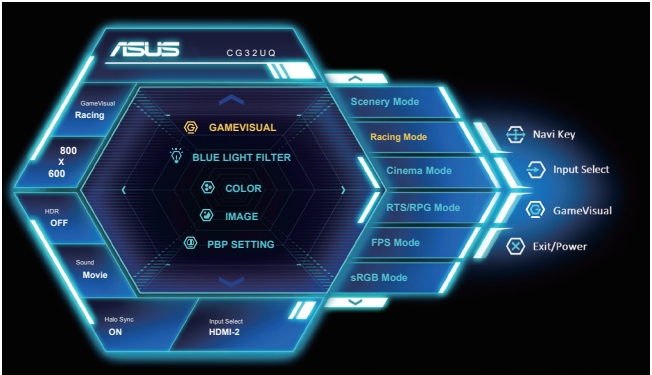 ASUS
CG32UQ
GameVisual
Racing
800
X
600
HDR
OFF
Sound
Movie
Halo Sync
ON
Input Select
HDMI-2
GAMEVISUAL
BLUE LIGHT FILTER
COLOR
IMAGE
PBP SETTING
Scenery Mode
Racing Mode
Cinema Mode
RTS/RPG Mode
FPS Mode
sRGB Mode
Navi Key
Input Select
GameVisual
Exit/Power